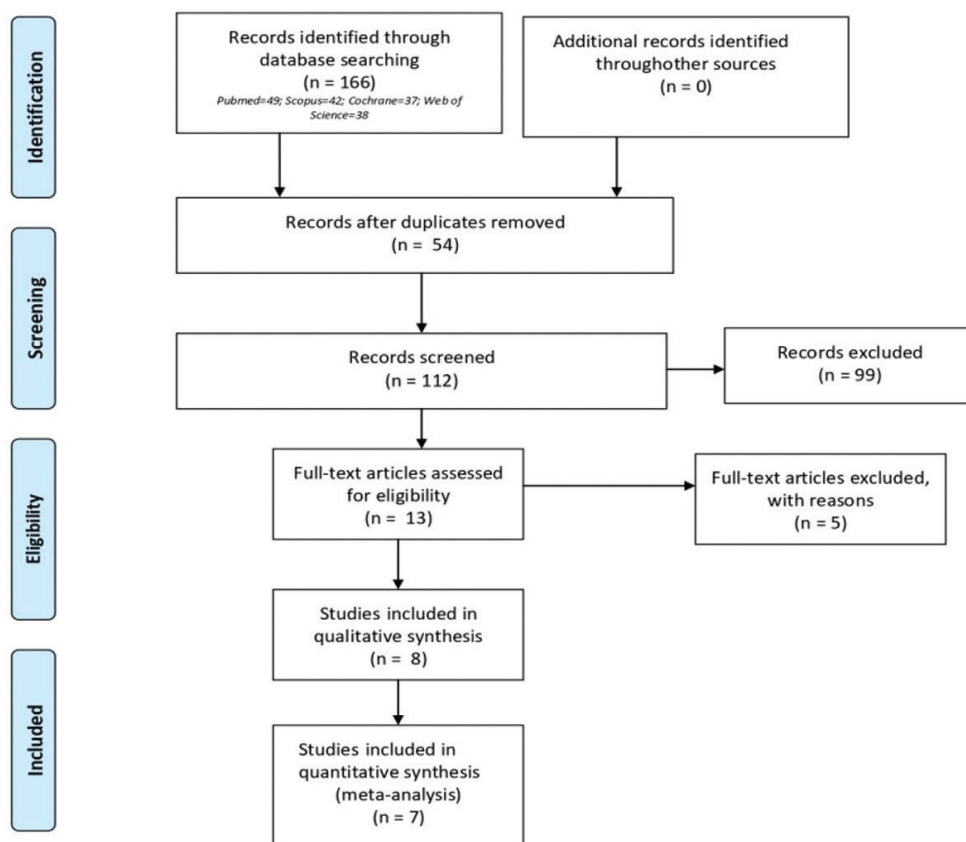 Identification
Records identified through
database searching
(n = 166)
Pubmed=49; Scopus=42; Cochrane=37; Web of
Science=38
Additional records identified
throughother sources
(n = 0)
Records after duplicates removed
(n = 54)
Screening
Records screened
(n = 112)
Records excluded
(n = 99)
Eligibility
Full-text articles assessed
for eligibility
(n = 13)
Full-text articles excluded,
with reasons
(n = 5)
Studies included in
qualitative synthesis
(n = 8)
Included
Studies included in
quantitative synthesis
(meta-analysis)
(n = 7)